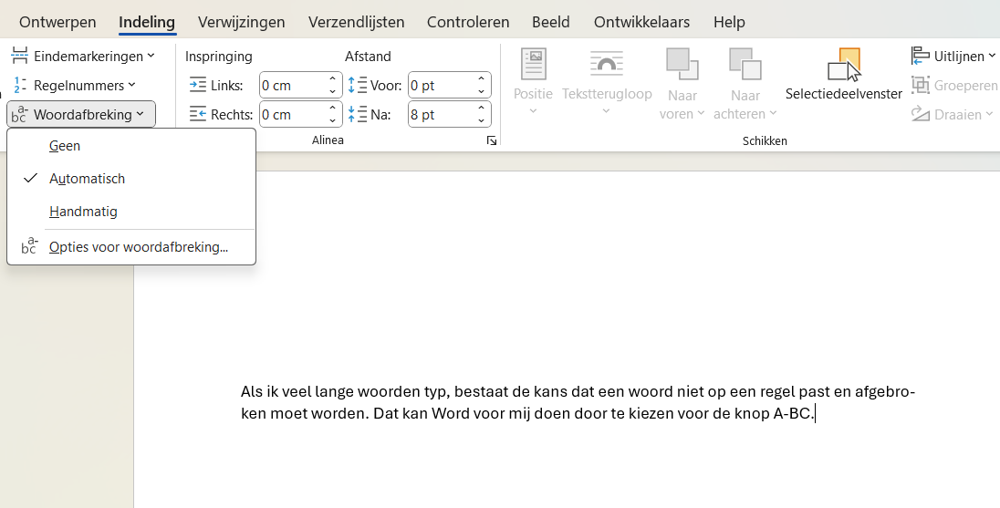 Ontwerpen Indeling Verwijzingen Verzendlijsten Controleren Beeld Ontwikkelaars Help
Eindemarkeringen
Regelnummers
a-
bc Woordafbreking
Geen
Automatisch
Handmatig
a-
bc Opties voor woordafbreking...
Inspringing Afstand
Links: 0 cm Voor: 0 pt
Rechts: 0 cm Na: 8 pt
Alinea
Positie
Tekstterugloop
Naar
voren
Naar
achteren
Selectiedeelvenster
Uitlijnen
Groeperen
Draaien
Schikken
Als ik veel lange woorden typ, bestaat de kans dat een woord niet op een regel past en afgebro-
ken moet worden. Dat kan Word voor mij doen door te kiezen voor de knop A-BC.